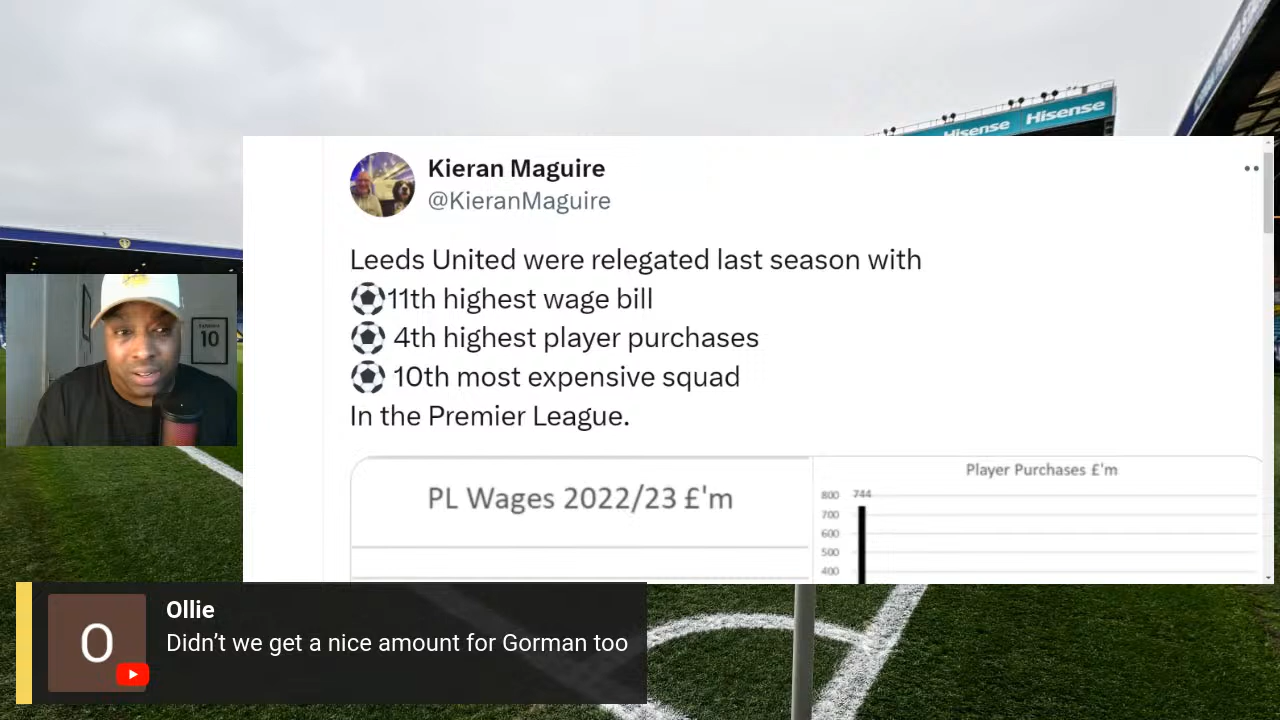 Hisense Hisense
Kieran Maguire
@KieranMaguire
Leeds United were relegated last season with
⚽11th highest wage bill
⚽ 4th highest player purchases
⚽ 10th most expensive squad
In the Premier League.
PL Wages 2022/23 £'m
Player Purchases £'m
800 744
700
600
500
400
10
O
Ollie
Didn’t we get a nice amount for Gorman too